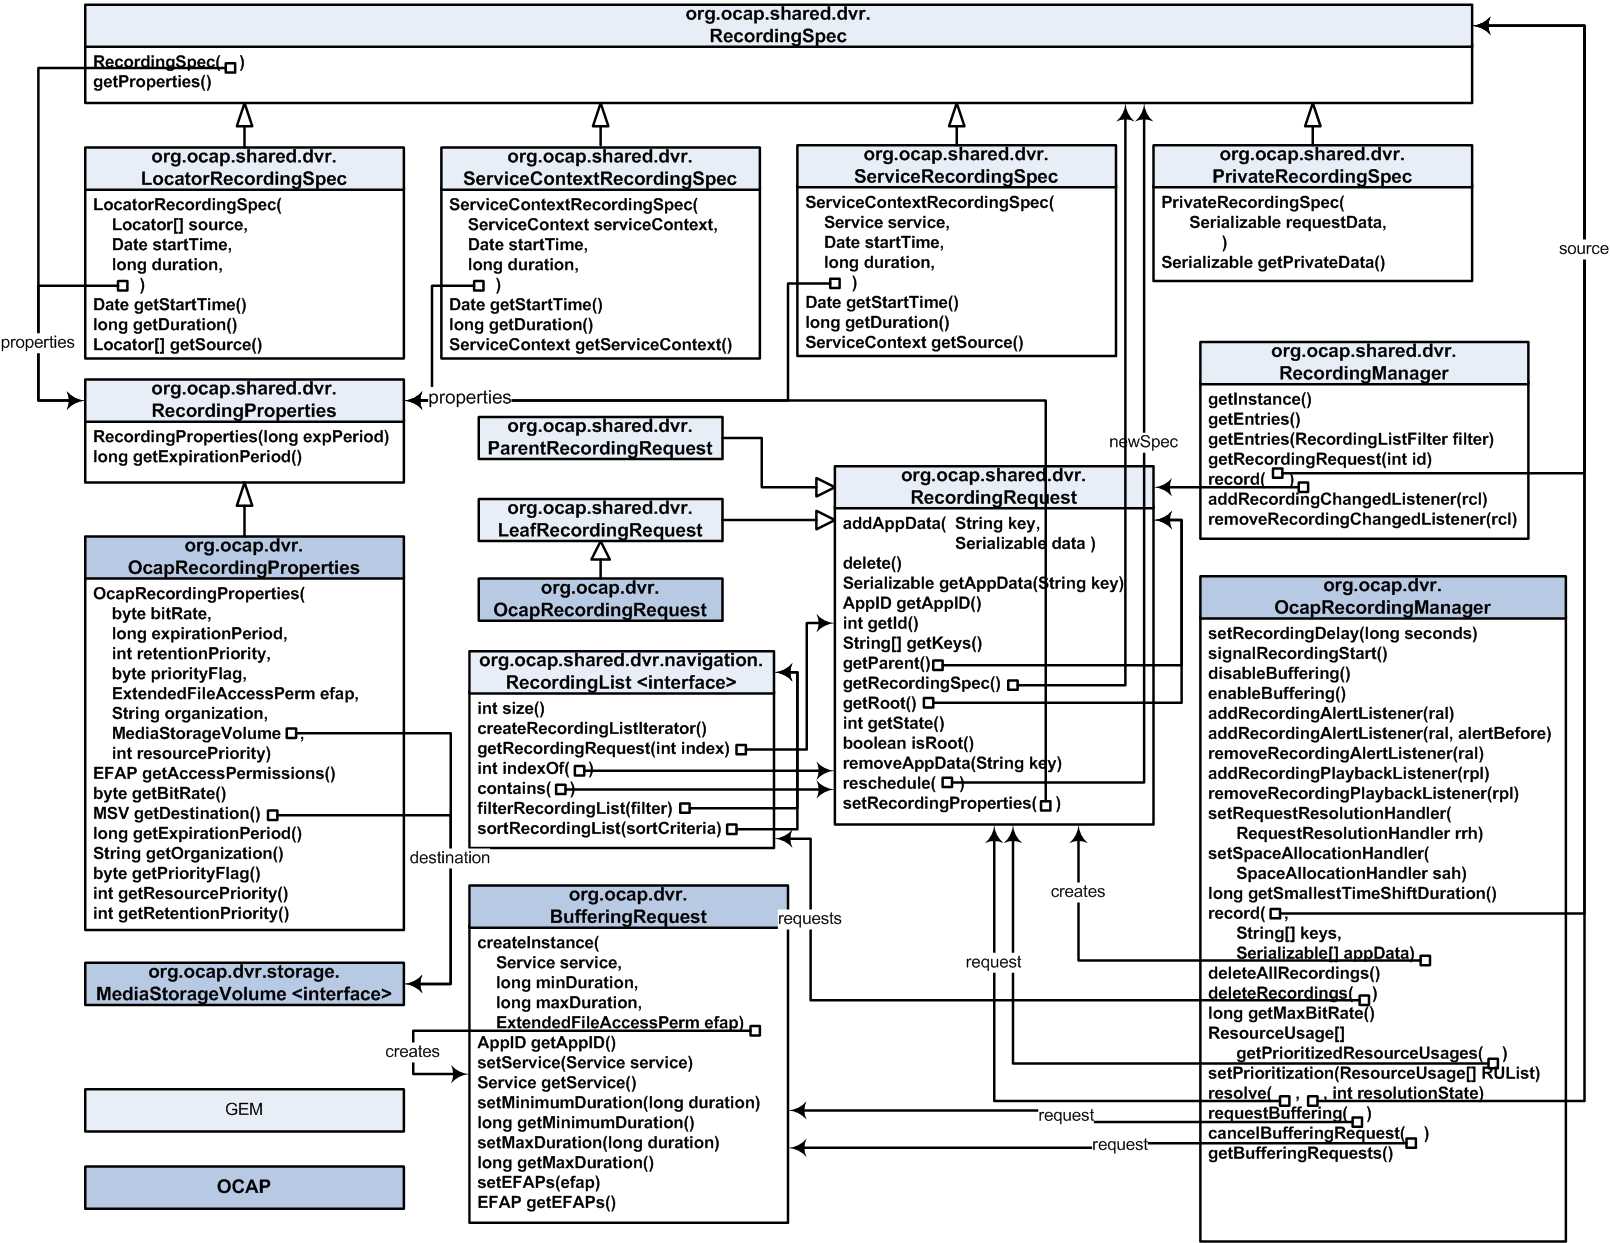 org.ocap.shared.dvr.
RecordingSpec
RecordingSpec( )
getProperties()
org.ocap.shared.dvr.
LocatorRecordingSpec
LocatorRecordingSpec(
Locator[] source,
Date startTime,
long duration,
)
Date getStartTime()
long getDuration()
Locator[] getSource()
org.ocap.shared.dvr.
ServiceContextRecordingSpec
ServiceContextRecordingSpec(
ServiceContext serviceContext,
Date startTime,
long duration,
)
Date getStartTime()
long getDuration()
ServiceContext getServiceContext()
org.ocap.shared.dvr.
ServiceRecordingSpec
ServiceContextRecordingSpec(
Service service,
Date startTime,
long duration,
)
Date getStartTime()
long getDuration()
ServiceContext getSource()
org.ocap.shared.dvr.
PrivateRecordingSpec
PrivateRecordingSpec(
Serializable requestData,
)
Serializable getPrivateData()
source
properties
org.ocap.shared.dvr.
RecordingProperties
RecordingProperties(long expPeriod)
long getExpirationPeriod()
properties
org.ocap.shared.dvr.
ParentRecordingRequest
org.ocap.shared.dvr.
LeafRecordingRequest
org.ocap.dvr.
OcapRecordingRequest
newSpec
org.ocap.shared.dvr.
RecordingManager
getInstance()
getEntries()
getEntries(RecordingListFilter filter)
getRecordingRequest(int id)
record( )
addRecordingChangedListener(rcl)
removeRecordingChangedListener(rcl)
org.ocap.shared.dvr.
RecordingRequest
addAppData( String key,
Serializable data )
delete()
Serializable getAppData(String key)
AppID getAppID()
int getId()
String[] getKeys()
getParent()
getRecordingSpec()
getRoot()
int getState()
boolean isRoot()
removeAppData(String key)
reschedule( )
setRecordingProperties( )
org.ocap.dvr.
OcapRecordingProperties
OcapRecordingProperties(
byte bitRate,
long expirationPeriod,
int retentionPriority,
byte priorityFlag,
ExtendedFileAccessPerm efap,
String organization,
MediaStorageVolume ,
int resourcePriority)
EFAP getAccessPermissions()
byte getBitRate()
MSV getDestination()
long getExpirationPeriod()
String getOrganization()
byte getPriorityFlag()
int getResourcePriority()
int getRetentionPriority()
destination
org.ocap.dvr.storage.
MediaStorageVolume <interface>
org.ocap.shared.dvr.navigation.
RecordingList <interface>
int size()
createRecordingListIterator()
getRecordingRequest(int index)
int indexOf( )
contains( )
filterRecordingList(filter)
sortRecordingList(sortCriteria)
requests
org.ocap.dvr.
BufferingRequest
createInstance(
Service service,
long minDuration,
long maxDuration,
ExtendedFileAccessPerm efap)
AppID getAppID()
setService(Service service)
Service getService()
setMinimumDuration(long duration)
long getMinimumDuration()
setMaxDuration(long duration)
long getMaxDuration()
setEFAPs(efap)
EFAP getEFAPs()
creates
creates
request
request
request
org.ocap.dvr.
OcapRecordingManager
setRecordingDelay(long seconds)
signalRecordingStart()
disableBuffering()
enableBuffering()
addRecordingAlertListener(ral)
addRecordingAlertListener(ral, alertBefore)
removeRecordingAlertListener(ral)
addRecordingPlaybackListener(rpl)
removeRecordingPlaybackListener(rpl)
setRequestResolutionHandler(
RequestResolutionHandler rrh)
setSpaceAllocationHandler(
SpaceAllocationHandler sah)
long getSmallestTimeShiftDuration()
record( ,
String[] keys,
Serializable[] appData)
deleteAllRecordings()
deleteRecordings( )
long getMaxBitRate()
ResourceUsage[]
getPrioritizedResourceUsages( )
setPrioritization(ResourceUsage[] RUList)
resolve( , , int resolutionState)
requestBuffering( )
cancelBufferingRequest( )
getBufferingRequests()
GEM
OCAP